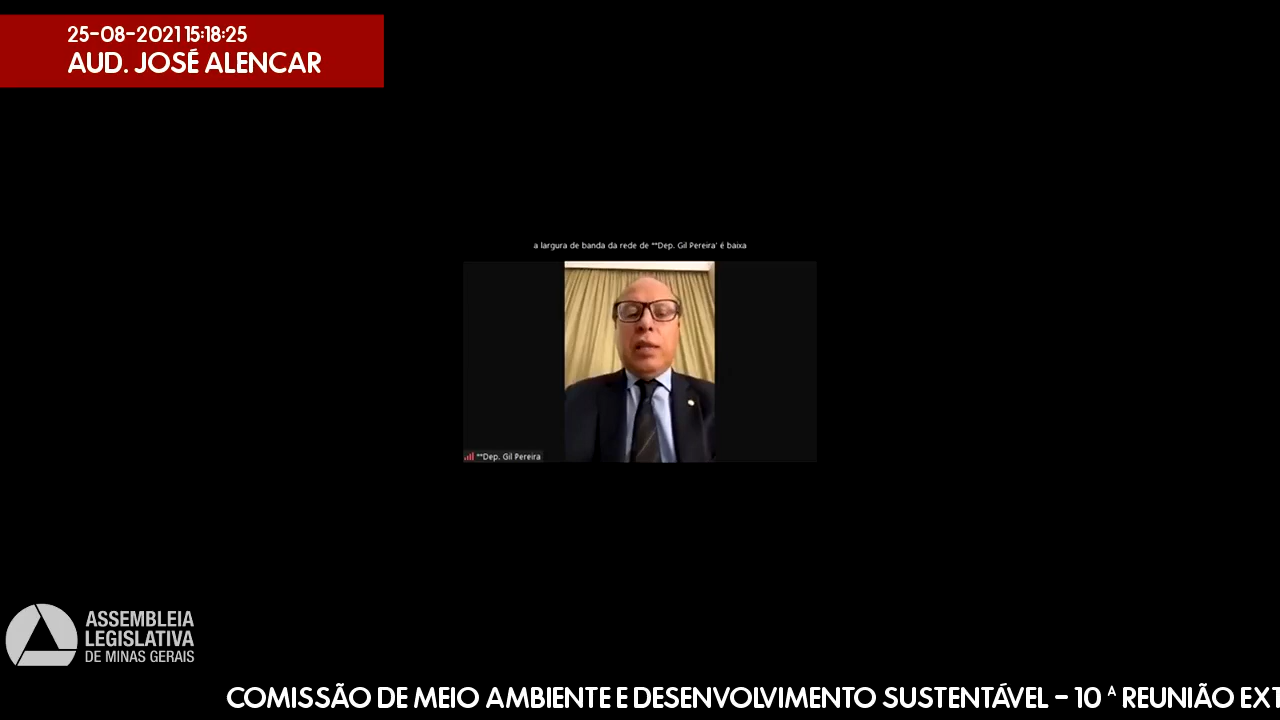 25-08-2021 15:18:25
AUD. JOSÉ ALENCAR
a largura de banda da rede de "**Dep. Gil Pereira' é baixa
**Dep. Gil Pereira
ASSEMBLEIA
LEGISLATIVA
DE MINAS GERAIS
COMISSÃO DE MEIO AMBIENTE E DESENVOLVIMENTO SUSTENTÁVEL - 10 ª REUNIÃO EXT